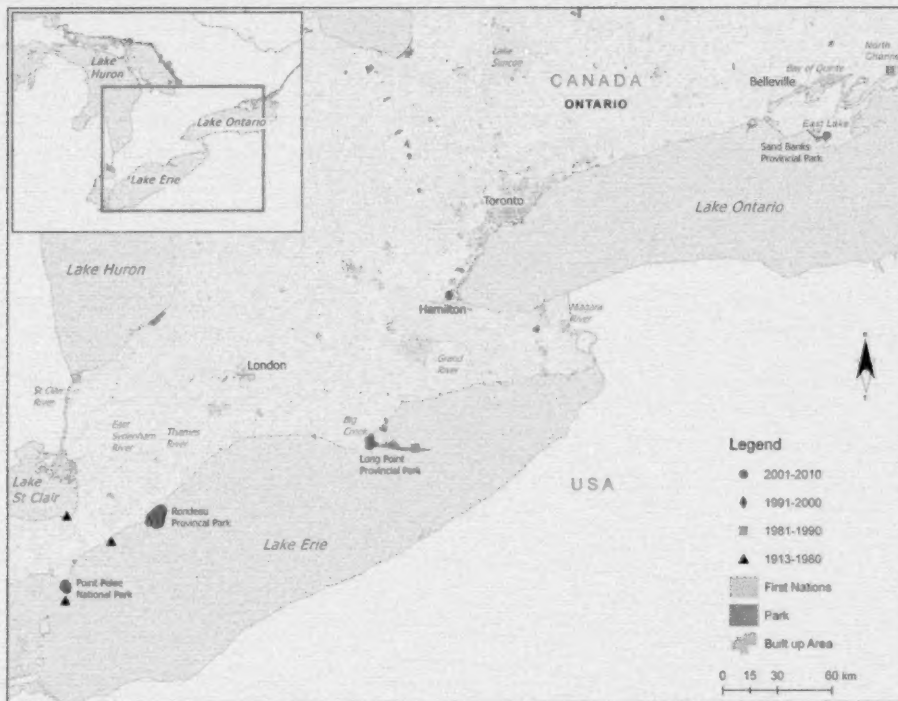 Lake
Huron
Lake Ontario
Lake Erie
Lake
Simcoe
CANADA
ONTARIO
North
Channel
Bay of Quinte
Belleville
East Lake
Sand Banks
Provincial Park
Toronto
Lake Ontario
Lake Huron
Hamilton
Niagara
River
Grand
River
London
St Clair
River
East
Sydenham
River
Thames
River
Big
Creek
Long Point
Provincial Park
Lake
St Clair
Rondeau
Provincial Park
Lake Erie
USA
Point Pelee
National Park
Legend
2001-2010
1991-2000
1981-1990
1913-1980
First Nations
Park
Built up Area
0 15 30 60 km